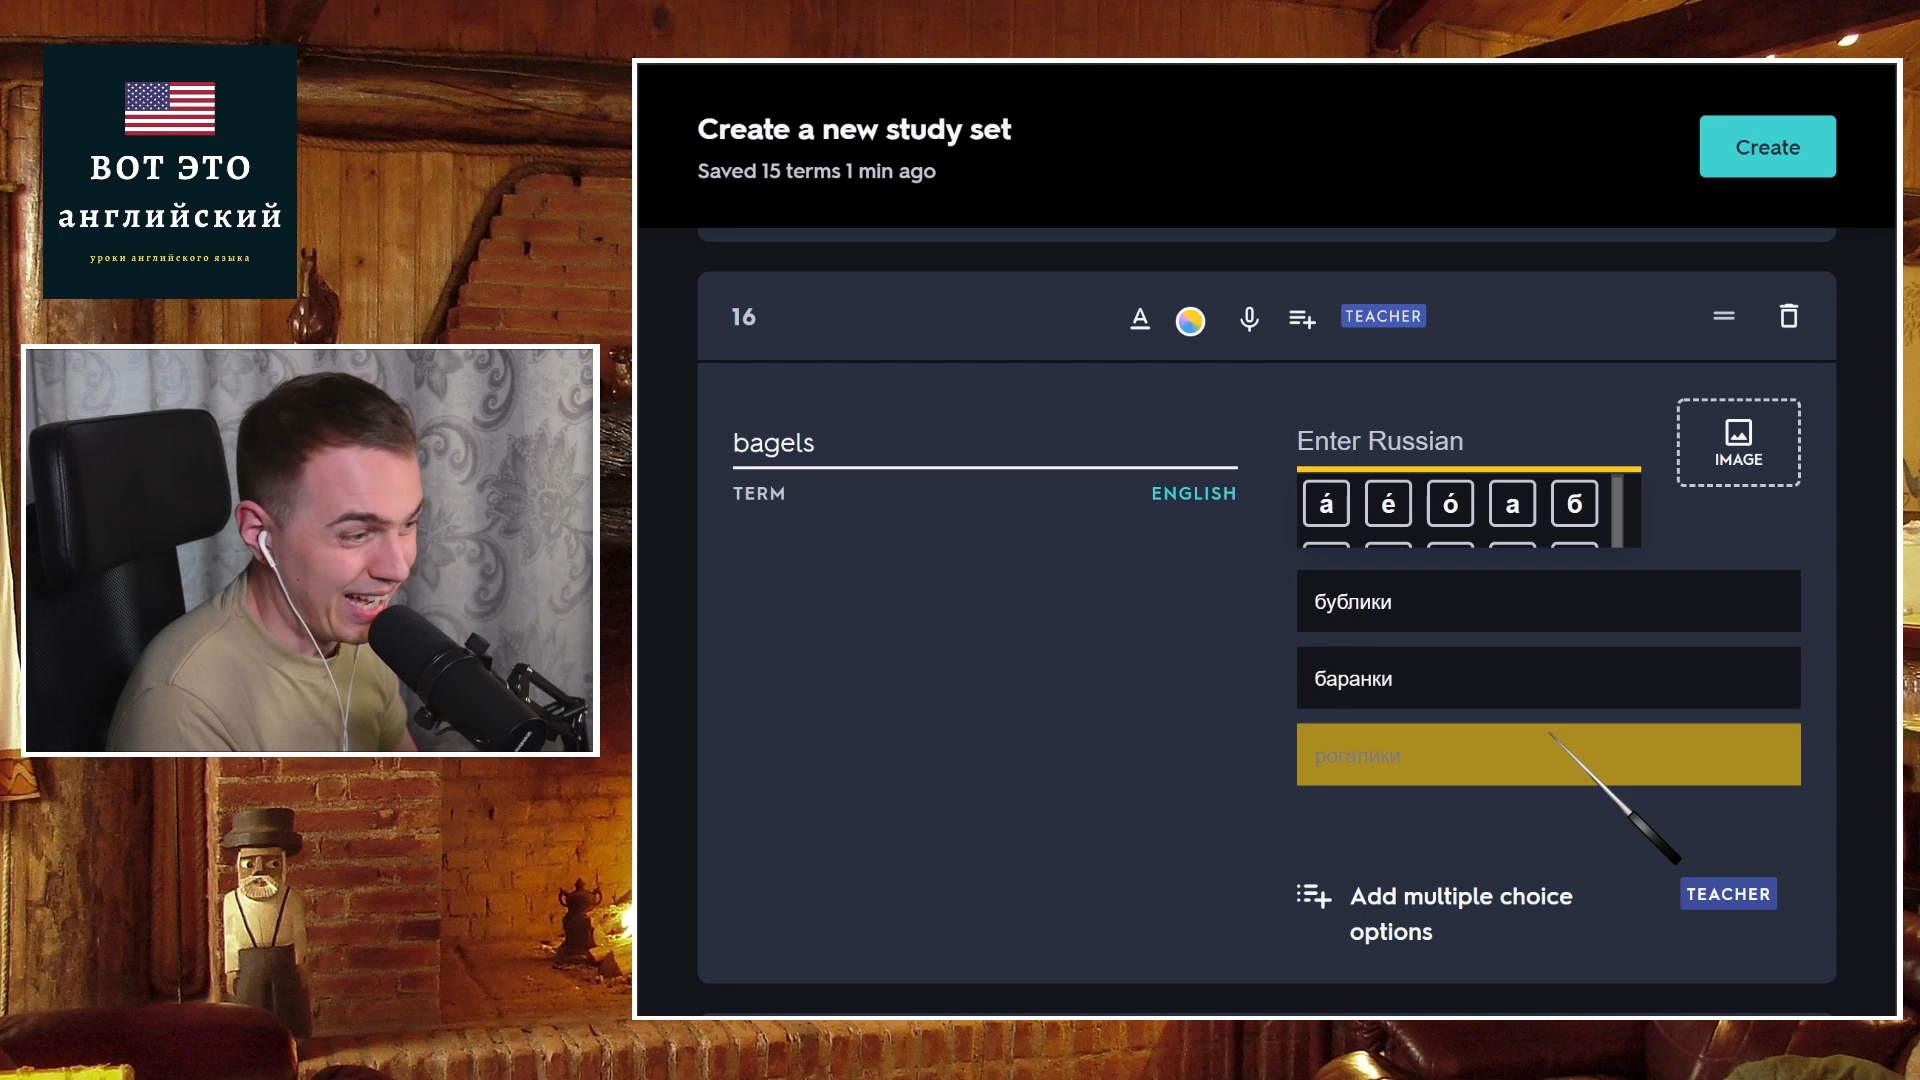 ВОТ ЭТО
английский
уроки английского языка
Create a new study set
Saved 15 terms 1 min ago
Create
16
A
TEACHER
bagels
TERM
ENGLISH
Enter Russian
IMAGE
á é ó а б
бублики
баранки
рогалики
Add multiple choice
options
TEACHER